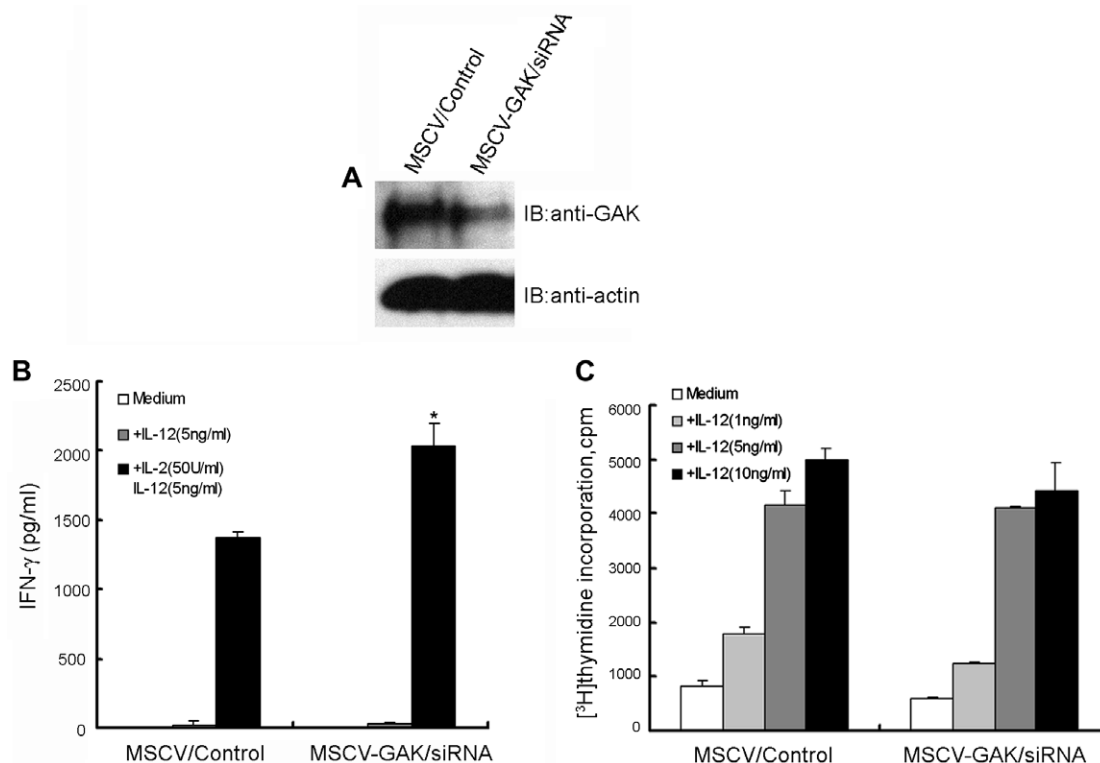 MSCV/Control
MSCV-GAK/siRNA
A
IB:anti-GAK
IB:anti-actin
B
2500
2000
1500
1000
500
0
IFN-γ (pg/ml)
Medium
+IL-12(5ng/ml)
+IL-2(50U/ml)
IL-12(5ng/ml)
*
MSCV/Control
MSCV-GAK/siRNA
C
6000
5000
4000
3000
2000
1000
0
[³H]thymidine incorporation,cpm
Medium
+IL-12(1ng/ml)
+IL-12(5ng/ml)
+IL-12(10ng/ml)
MSCV/Control
MSCV-GAK/siRNA